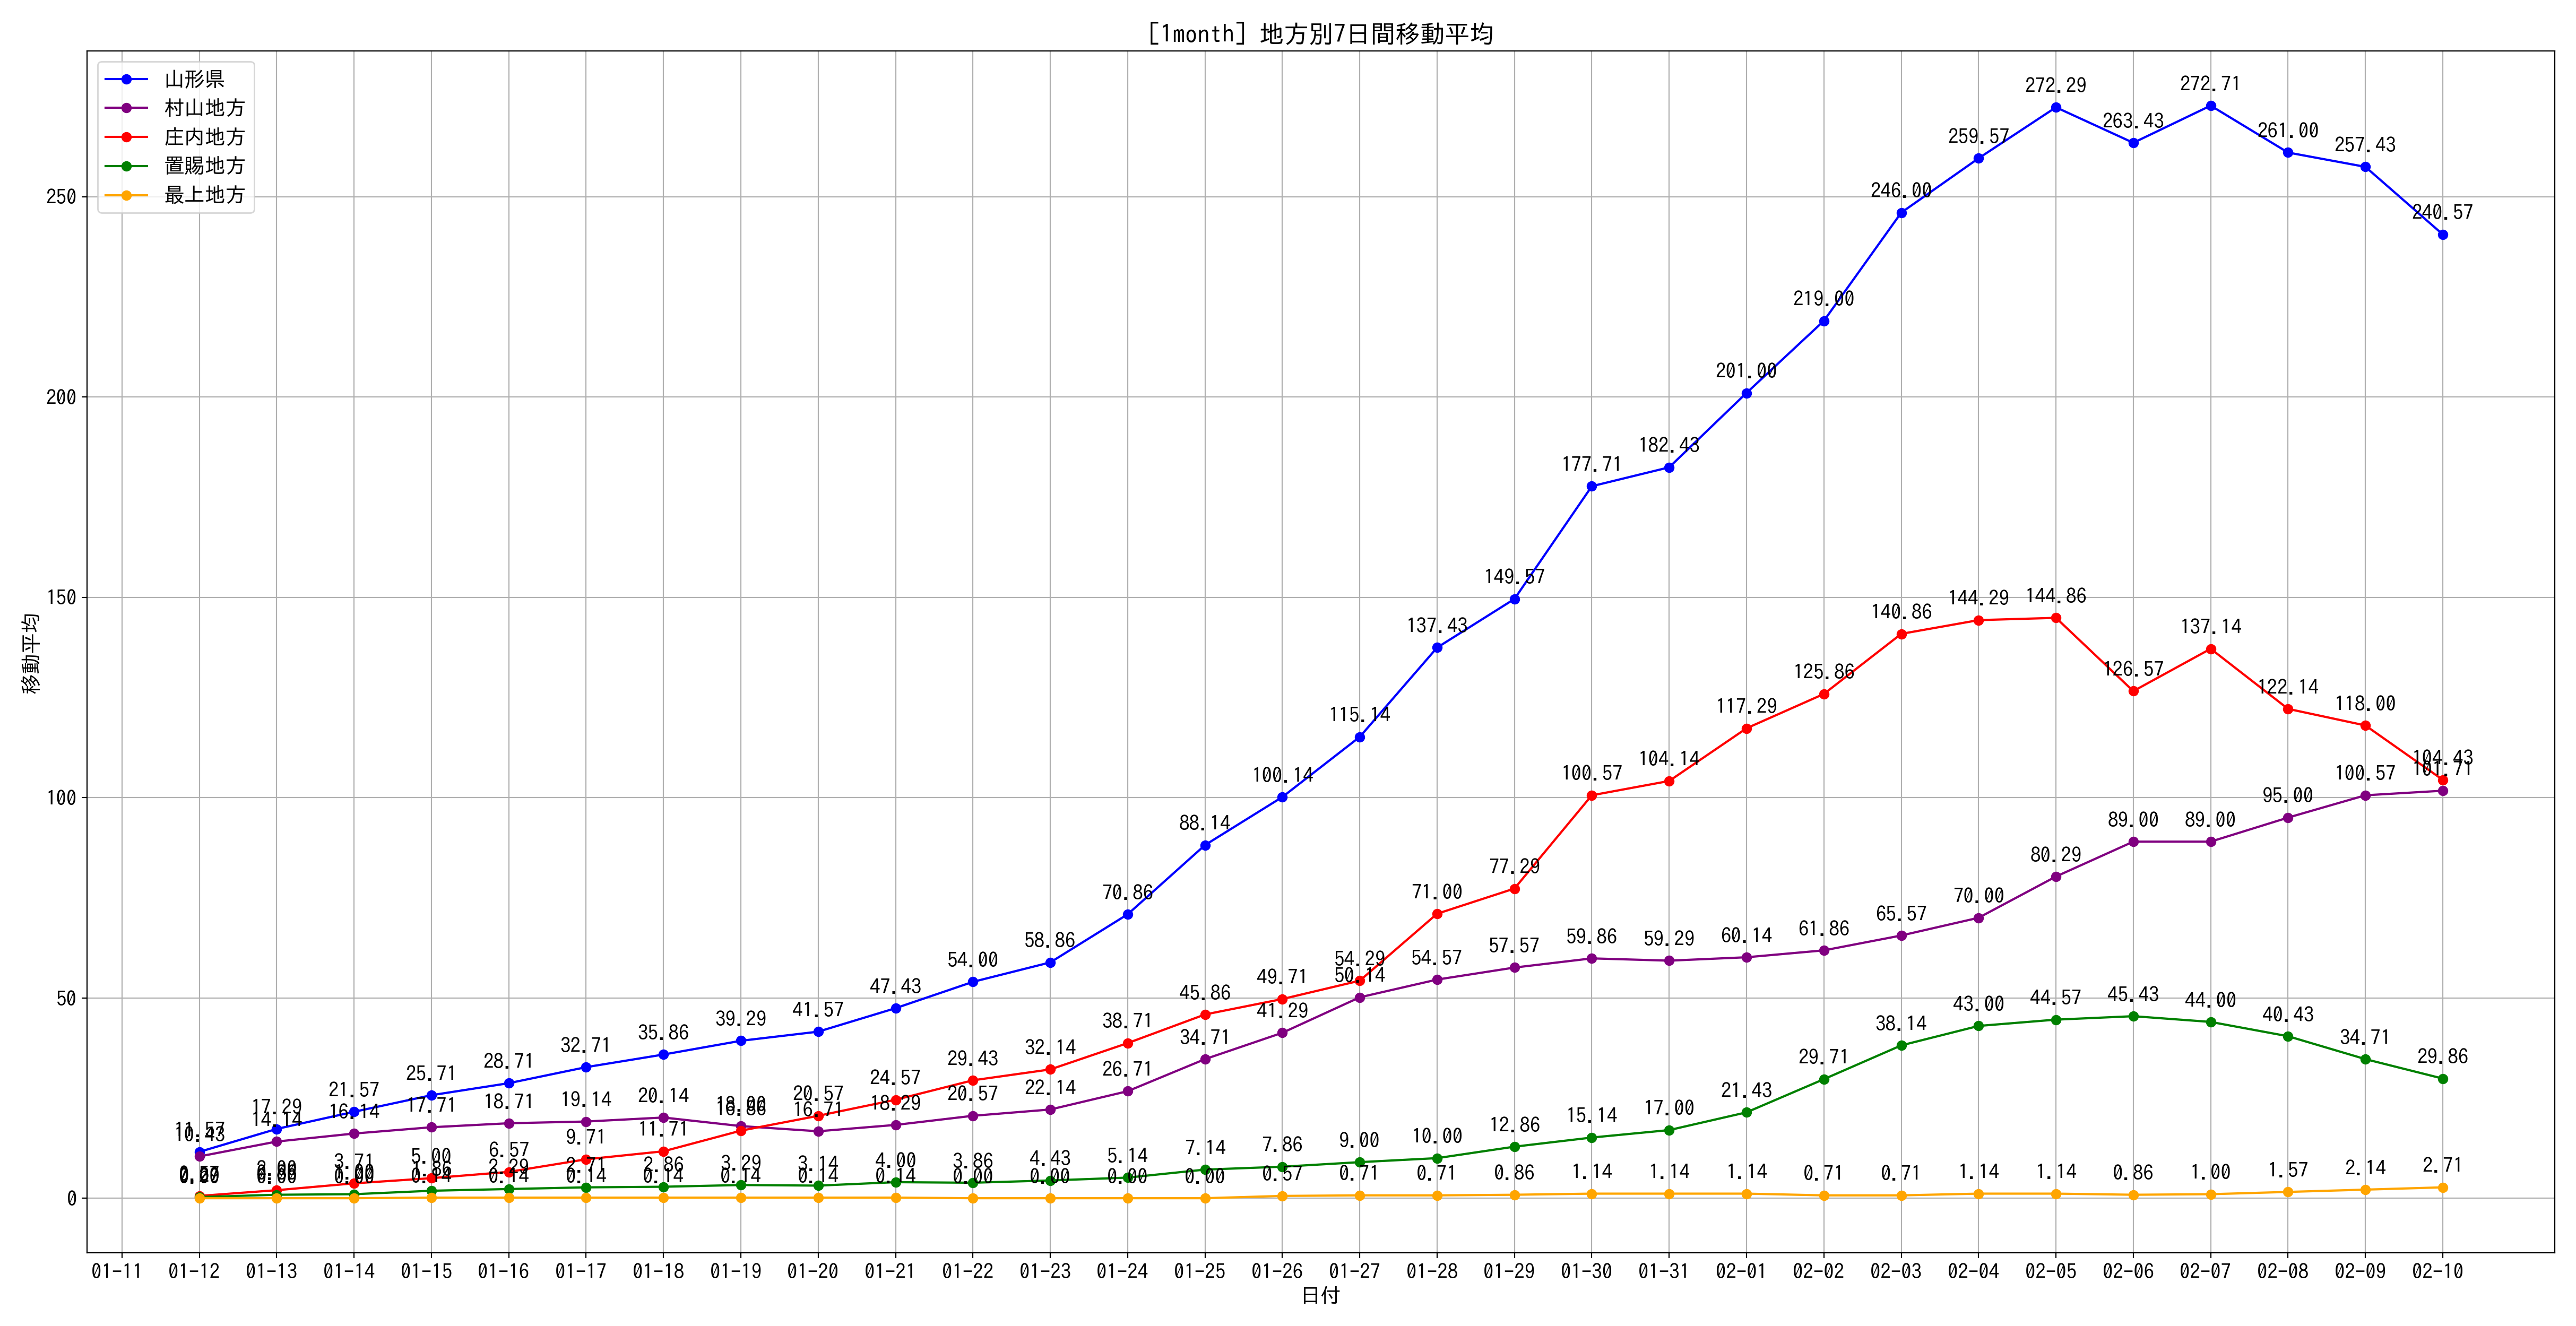 [1month] 地方別7日間移動平均
山形県
村山地方
庄内地方
置賜地方
最上地方
移動平均
250
200
150
100
50
0
17.29 21.57 25.71 28.71 32.71 35.86 39.29 41.57 47.43 54.00 58.86 70.86 88.14 100.14 115.14 137.43 149.57 177.71 182.43 201.00 219.00 246.00 259.57 272.29 263.43 272.71 261.00 257.43 240.57
10.43 14.14 16.14 17.71 18.71 19.14 20.14 18.00 16.71 18.29 20.57 22.14 26.71 34.71 41.29 50.14 54.57 57.57 59.86 59.29 60.14 61.86 65.57 70.00 80.29 89.00 89.00 95.00 100.57 101.71
3.71 5.00 6.57 9.71 11.71 16.86 20.57 24.57 29.43 32.14 38.71 45.86 49.71 54.29 71.00 77.29 100.57 104.14 117.29 125.86 140.86 144.29 144.86 126.57 137.14 122.14 118.00 104.43
1.86 2.29 2.71 2.86 3.29 3.14 4.00 3.86 4.43 5.14 7.14 7.86 9.00 10.00 12.86 15.14 17.00 21.43 29.71 38.14 43.00 44.57 45.43 44.00 40.43 34.71 29.86
0.14 0.14 0.14 0.14 0.14 0.14 0.14 0.00 0.00 0.00 0.00 0.57 0.71 0.71 0.86 1.14 1.14 1.14 0.71 0.71 1.14 1.14 0.86 1.00 1.57 2.14 2.71
01-11 01-12 01-13 01-14 01-15 01-16 01-17 01-18 01-19 01-20 01-21 01-22 01-23 01-24 01-25 01-26 01-27 01-28 01-29 01-30 01-31 02-01 02-02 02-03 02-04 02-05 02-06 02-07 02-08 02-09 02-10
日付